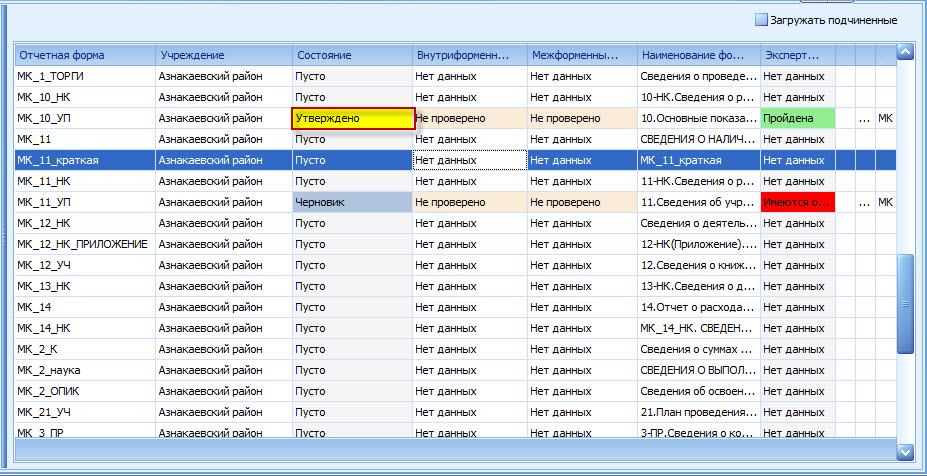 Загружать подчиненные
Отчетная форма Учреждение Состояние Внутриформенн... Межформенны... Наименование фо... Эксперт...
МК_1_ТОРГИ Азнакаевский район Пусто Нет данных Нет данных Сведения о проведе... Нет данных
МК_10_НК Азнакаевский район Пусто Нет данных Нет данных 10-НК.Сведения о р... Нет данных
МК_10_УП Азнакаевский район Утверждено Не проверено Не проверено 10.Основные показа... Пройдена ... МК
МК_11 Азнакаевский район Пусто Нет данных Нет данных СВЕДЕНИЯ О НАЛИЧ... Нет данных
МК_11_краткая Азнакаевский район Пусто Нет данных Нет данных МК_11_краткая Нет данных
МК_11_НК Азнакаевский район Пусто Нет данных Нет данных 11-НК.Сведения о р... Нет данных
МК_11_УП Азнакаевский район Черновик Не проверено Не проверено 11.Сведения об учр... Имеются о... ... МК
МК_12_НК Азнакаевский район Пусто Нет данных Нет данных Сведения о деятель... Нет данных
МК_12_НК_ПРИЛОЖЕНИЕ Азнакаевский район Пусто Нет данных Нет данных 12-НК(Приложение).... Нет данных
МК_12_УЧ Азнакаевский район Пусто Нет данных Нет данных 12.Сведения о книж... Нет данных
МК_13_НК Азнакаевский район Пусто Нет данных Нет данных 13-НК.Сведения о д... Нет данных
МК_14 Азнакаевский район Пусто Нет данных Нет данных 14.Отчет о расхода... Нет данных
МК_14_НК Азнакаевский район Пусто Нет данных Нет данных МК_14_НК. СВЕДЕН... Нет данных
МК_2_К Азнакаевский район Пусто Нет данных Нет данных Сведения о суммах ... Нет данных
МК_2_наука Азнакаевский район Пусто Нет данных Нет данных СВЕДЕНИЯ О ВЫПОЛ... Нет данных
МК_2_ОПИК Азнакаевский район Пусто Нет данных Нет данных Сведения об освоен... Нет данных
МК_21_УЧ Азнакаевский район Пусто Нет данных Нет данных 21.План проведения... Нет данных
МК_3_ПР Азнакаевский район Пусто Нет данных Нет данных 3-ПР.Сведения о ко... Нет данных